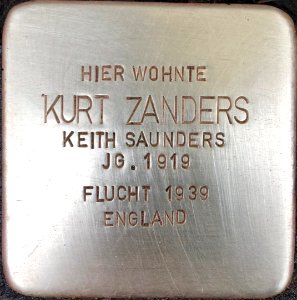 HIER WOHNTE
KURT ZANDERS
KEITH SAUNDERS
JG. 1919
FLUCHT 1939
ENGLAND